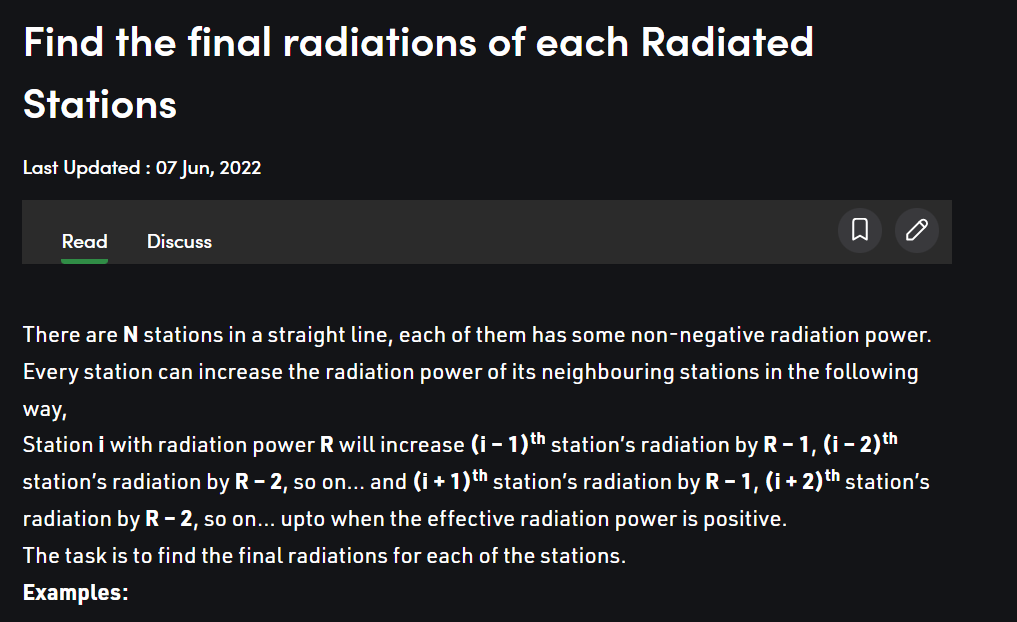 Find the final radiations of each Radiated
Stations
Last Updated : 07 Jun, 2022
Read Discuss
There are N stations in a straight line, each of them has some non-negative radiation power.
Every station can increase the radiation power of its neighbouring stations in the following
way,
Station i with radiation power R will increase (i – 1)th station's radiation by R – 1, (i – 2)th
station's radiation by R – 2, so on… and (i + 1)th station's radiation by R – 1, (i + 2)th station's
radiation by R – 2, so on… upto when the effective radiation power is positive.
The task is to find the final radiations for each of the stations.
Examples: